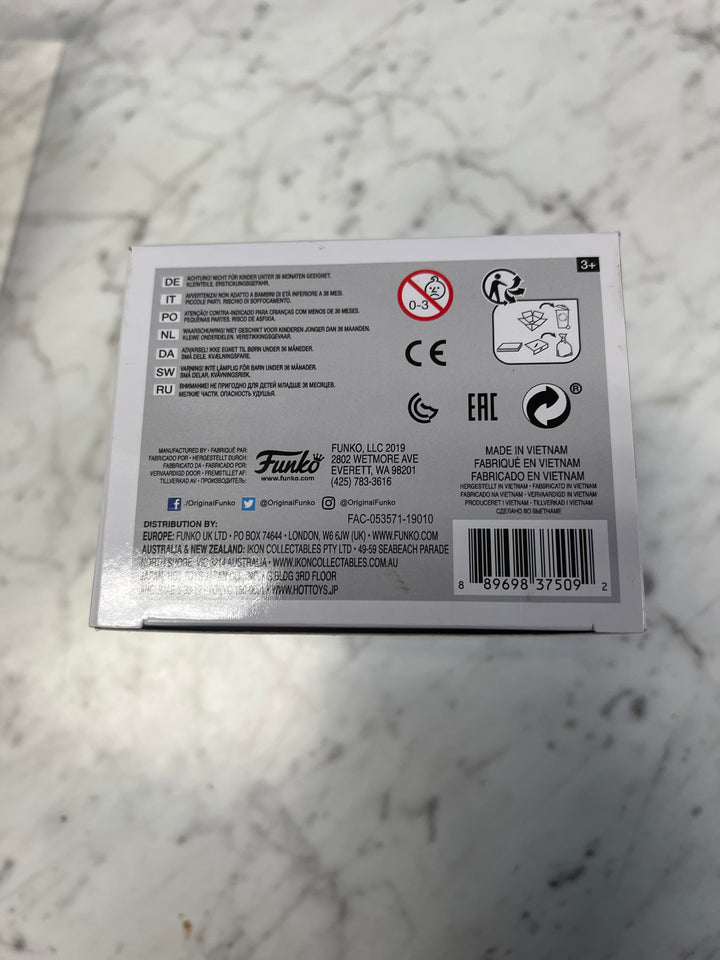 3+
DE ACHTUNG! NICHT FÜR KINDER UNTER 36 MONATEN GEEIGNET.
KLEINTEILE. ERSTICKUNGSGEFAHR.
IT AVVERTENZA! NON ADATTO A BAMBINI DI ETÀ INFERIORE A 36 MESI.
PICCOLE PARTI. RISCHIO DI SOFFOCAMENTO.
PO ATENÇÃO! CONTRA-INDICADO PARA CRIANÇAS COM MENOS DE 36 MESES.
PEQUENAS PARTES. RISCO DE ASFIXIA.
NL WAARSCHUWING! NIET GESCHIKT VOOR KINDEREN JONGER DAN 36 MAANDEN.
KLEINE ONDERDELEN. VERSTIKKINGSGEVAAR.
DA ADVARSEL! IKKE EGNET TIL BØRN UNDER 36 MÅNEDER.
SMÅ DELE. KVÆLNINGSFARE.
SW VARNING! INTE LÄMPLIG FÖR BARN UNDER 36 MÅNADER.
SMÅ DELAR. KVÄVNINGSRISK.
RU ВНИМАНИЕ! НЕ ПРИГОДНО ДЛЯ ДЕТЕЙ МЛАДШЕ 36 МЕСЯЦЕВ.
МЕЛКИЕ ЧАСТИ. ОПАСНОСТЬ УДУШЬЯ.
0-3
CE
EAC
®
MANUFACTURED BY • FABRIQUÉ PAR:
FABRICADO POR • HERGESTELLT DURCH:
FABBRICATO DA • FABRICADO POR:
VERVAARDIGD DOOR • FREMSTILLET AF:
TILLVERKAD AV • ПРОИЗВОДИТЕЛЬ:
Funko
www.funko.com
FUNKO, LLC 2019
2802 WETMORE AVE
EVERETT, WA 98201
(425) 783-3616
MADE IN VIETNAM
FABRIQUÉ EN VIETNAM
FABRICADO EN VIETNAM
HERGESTELLT IN VIETNAM • FABBRICATO IN VIETNAM
FABRICADO NA VIETNAM • VERVAARDIGD IN VIETNAM
PRODUCERET I VIETNAM • TILLVERKAD I VIETNAM
СДЕЛАНО ВО ВЬЕТНАМЕ
f /OriginalFunko @OriginalFunko @OriginalFunko
FAC-053571-19010
DISTRIBUTION BY:
EUROPE: FUNKO UK LTD • PO BOX 74644 • LONDON, W6 6JW (UK) • WWW.FUNKO.COM
AUSTRALIA & NEW ZEALAND: IKON COLLECTABLES PTY LTD • 49-59 SEABEACH PARADE
NORTH SHORE, VIC 3214 AUSTRALIA • WWW.IKONCOLLECTABLES.COM.AU
JAPAN: HOT TOYS JAPAN CO., INC. BLDG 3RD FLOOR
TOKYO WWW.HOTTOYS.JP
8 89698 37509 2